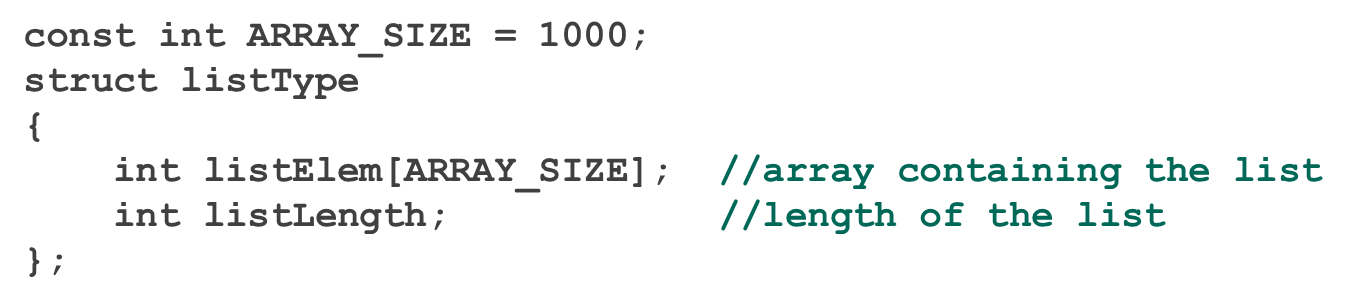 const int ARRAY_SIZE = 1000;
struct listType
{
    int listElem[ARRAY_SIZE];  //array containing the list
    int listLength;            //length of the list
};